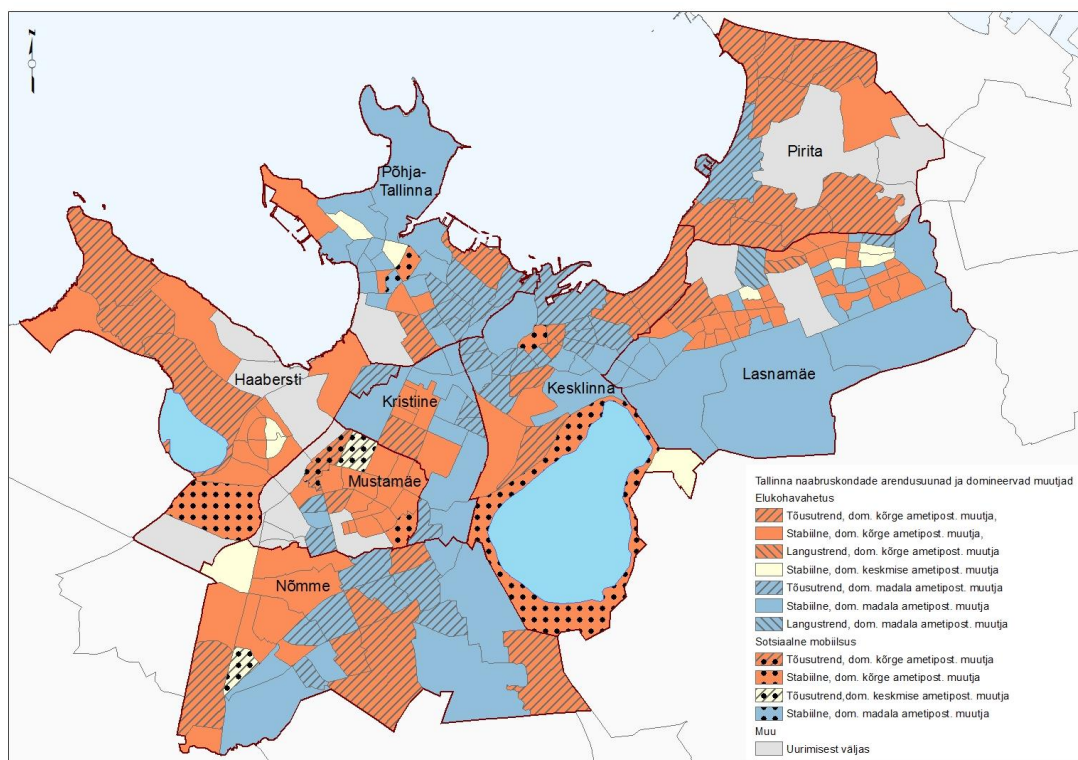 N
Pirita
Põhja-
Tallinna
Haabersti
Kristiine
Kesklinna
Lasnamäe
Mustamäe
Nõmme
Tallinna naabruskondade arendusuunad ja domineervad muutjad
Elukohavahetus
Tõusutrend, dom. kõrge ametipost. muutja,
Stabiilne, dom. kõrge ametipost. muutja,
Langustrend, dom. kõrge ametipost. muutja
Stabiilne, dom. keskmise ametipost. muutja
Tõusutrend, dom. madala ametipost. muutja
Stabiilne, dom. madala ametipost. muutja
Langustrend, dom. madala ametipost. muutja
Sotsiaalne mobiilsus
Tõusutrend, dom. kõrge ametipost. muutja
Stabiilne, dom. kõrge ametipost. muutja
Tõusutrend,dom. keskmise ametipost. muutja
Stabiilne, dom. madala ametipost. muutja
Muu
Uurimisest väljas